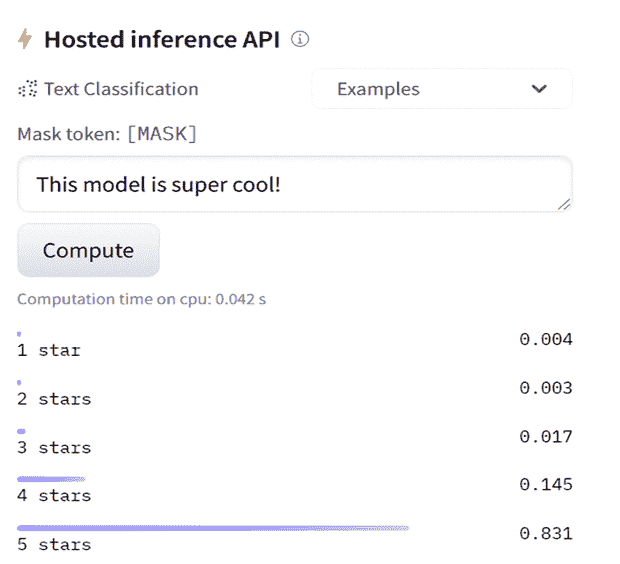 Hosted inference API
Text Classification Examples
Mask token: [MASK]
This model is super cool!
Compute
Computation time on cpu: 0.042 s
1 star 0.004
2 stars 0.003
3 stars 0.017
4 stars 0.145
5 stars 0.831